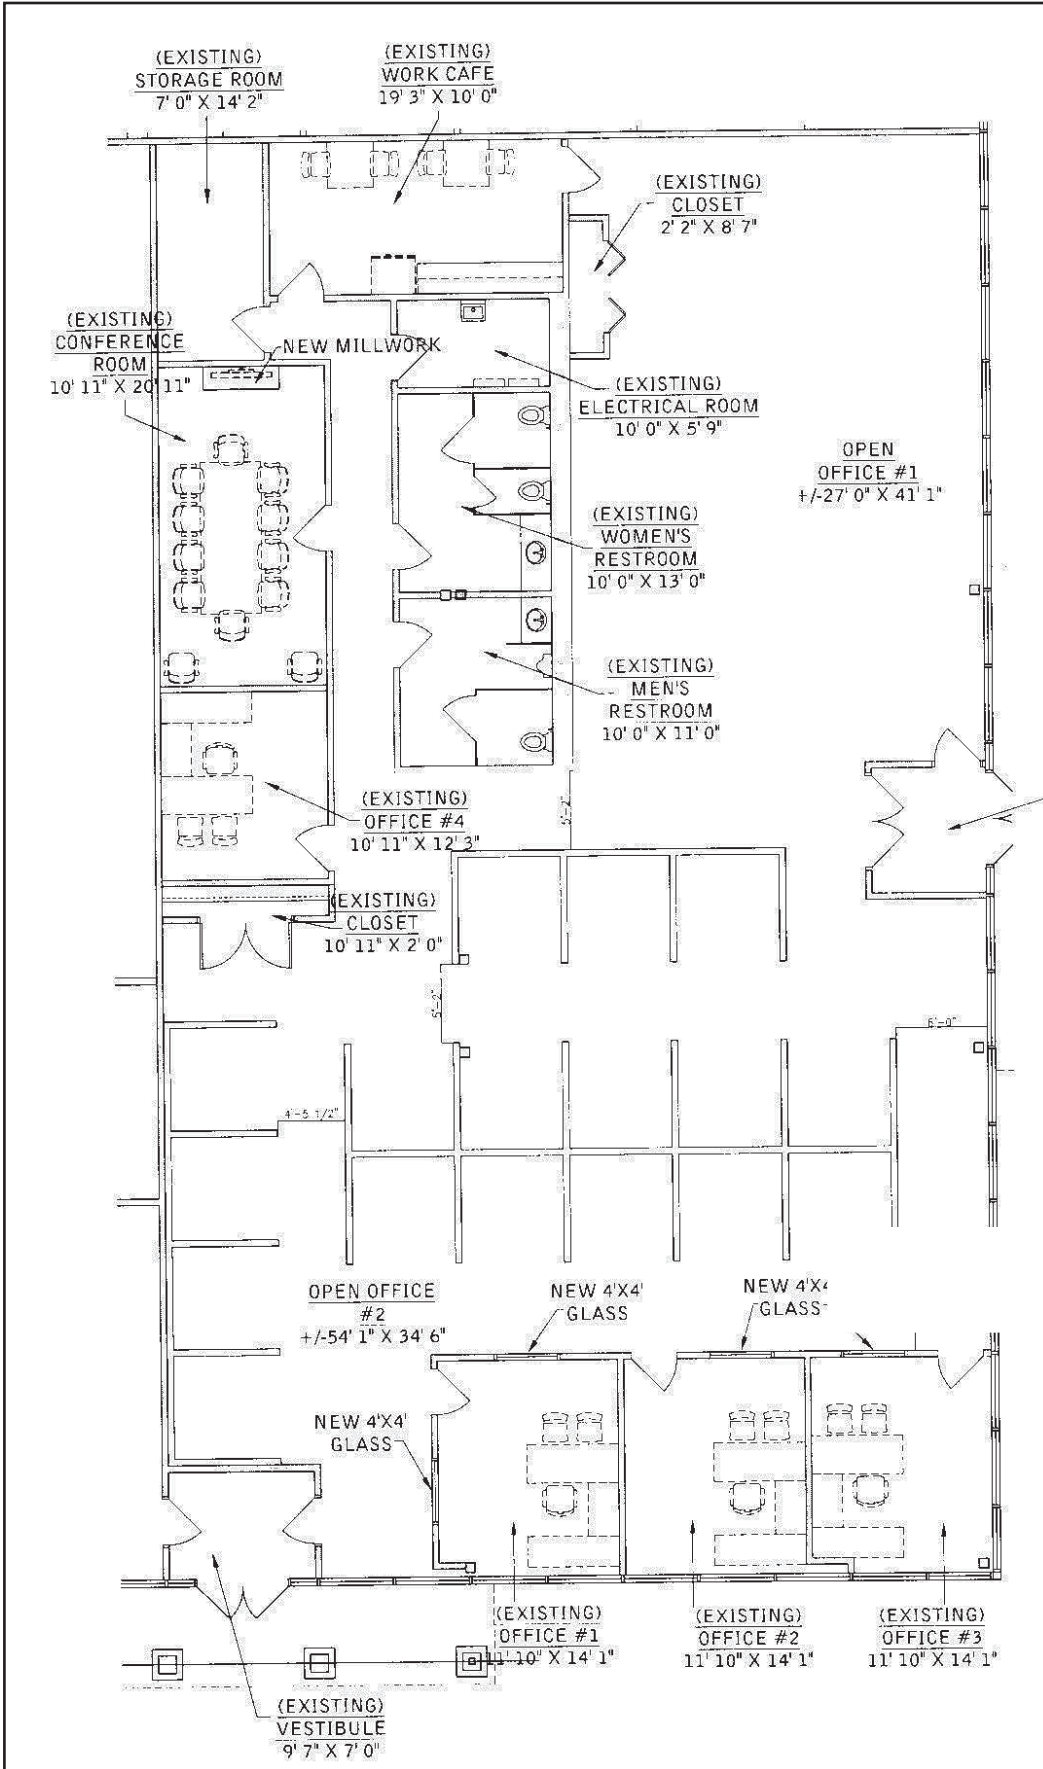 (EXISTING)
STORAGE ROOM
7' 0" X 14' 2"
(EXISTING)
WORK CAFE
19' 3" X 10' 0"
(EXISTING)
CLOSET
2' 2" X 8' 7"
(EXISTING)
CONFERENCE
ROOM
10' 11" X 20' 11"
NEW MILLWORK
(EXISTING)
ELECTRICAL ROOM
10' 0" X 5' 9"
OPEN
OFFICE #1
+/-27' 0" X 41' 1"
(EXISTING)
WOMEN'S
RESTROOM
10' 0" X 13' 0"
(EXISTING)
MEN'S
RESTROOM
10' 0" X 11' 0"
(EXISTING)
OFFICE #4
10' 11" X 12' 3"
5'-2"
(EXISTING)
CLOSET
10' 11" X 2' 0"
5'-2"
6'-0"
4'-5 1/2"
OPEN OFFICE
#2
+/-54' 1" X 34' 6"
NEW 4'X4'
GLASS
NEW 4'X4
GLASS
NEW 4'X4'
GLASS
(EXISTING)
OFFICE #1
11' 10" X 14' 1"
(EXISTING)
OFFICE #2
11' 10" X 14' 1"
(EXISTING)
OFFICE #3
11' 10" X 14' 1"
(EXISTING)
VESTIBULE
9' 7" X 7' 0"